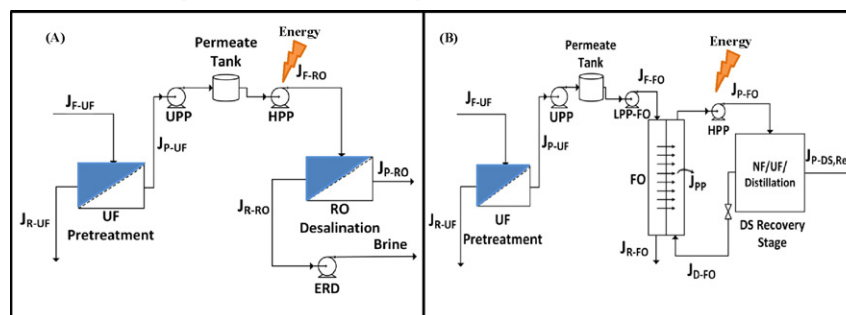 (A)
Energy
Permeate
Tank
J_F-RO
J_F-UF
UPP
HPP
J_P-UF
J_P-RO
J_R-UF
UF
Pretreatment
J_R-RO
RO
Desalination
Brine
ERD
(B)
Energy
Permeate
Tank
J_F-FO
J_P-FO
J_F-UF
UPP
LPP-FO
HPP
J_P-UF
J_P-DS,Re
FO
NF/UF/
Distillation
J_PP
J_R-UF
UF
Pretreatment
DS Recovery
Stage
J_R-FO
J_D-FO